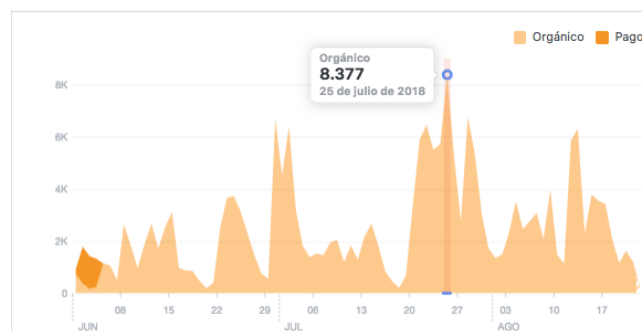 Orgánico Pago
Orgánico
8.377
25 de julio de 2018
8K
6K
4K
2K
0
08 15 22 29 06 13 20 27 03 10 17
JUN JUL AGO